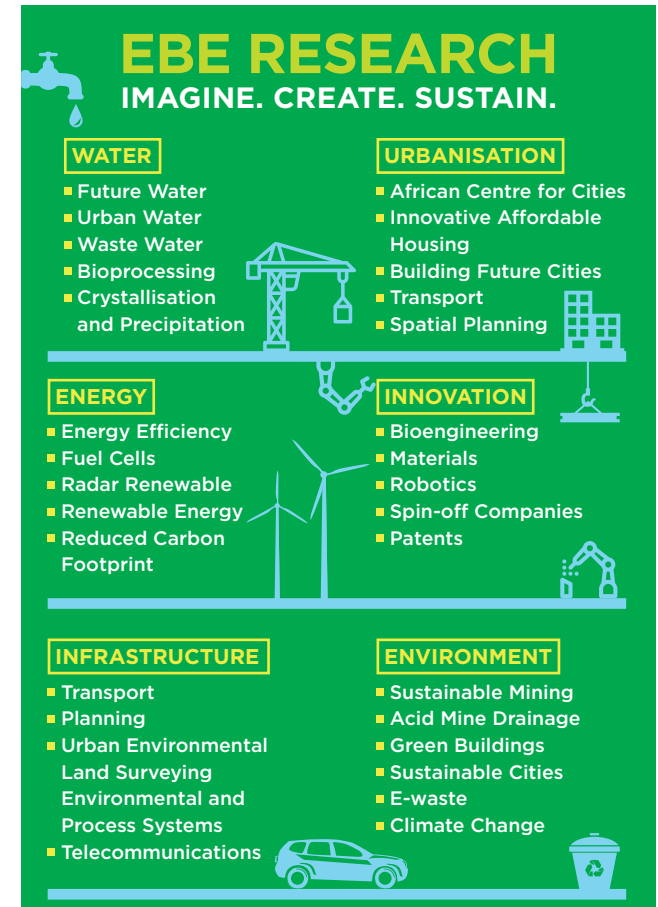 EBE RESEARCH
IMAGINE. CREATE. SUSTAIN.
WATER
Future Water
Urban Water
Waste Water
Bioprocessing
Crystallisation
and Precipitation
URBANISATION
African Centre for Cities
Innovative Affordable
Housing
Building Future Cities
Transport
Spatial Planning
ENERGY
Energy Efficiency
Fuel Cells
Radar Renewable
Renewable Energy
Reduced Carbon
Footprint
INNOVATION
Bioengineering
Materials
Robotics
Spin-off Companies
Patents
INFRASTRUCTURE
Transport
Planning
Urban Environmental
Land Surveying
Environmental and
Process Systems
Telecommunications
ENVIRONMENT
Sustainable Mining
Acid Mine Drainage
Green Buildings
Sustainable Cities
E-waste
Climate Change